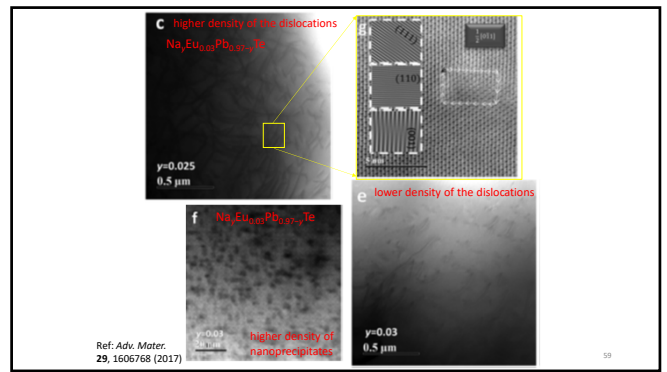 c higher density of the dislocations
NayEu0.03Pb0.97-yTe
y=0.025
0.5 µm
g
(111)
(110)
(100)
5 nm
e lower density of the dislocations
y=0.03
0.5 µm
f NayEu0.03Pb0.97-yTe
y=0.03
higher density of
nanoprecipitates
Ref: Adv. Mater.
29, 1606768 (2017)
59